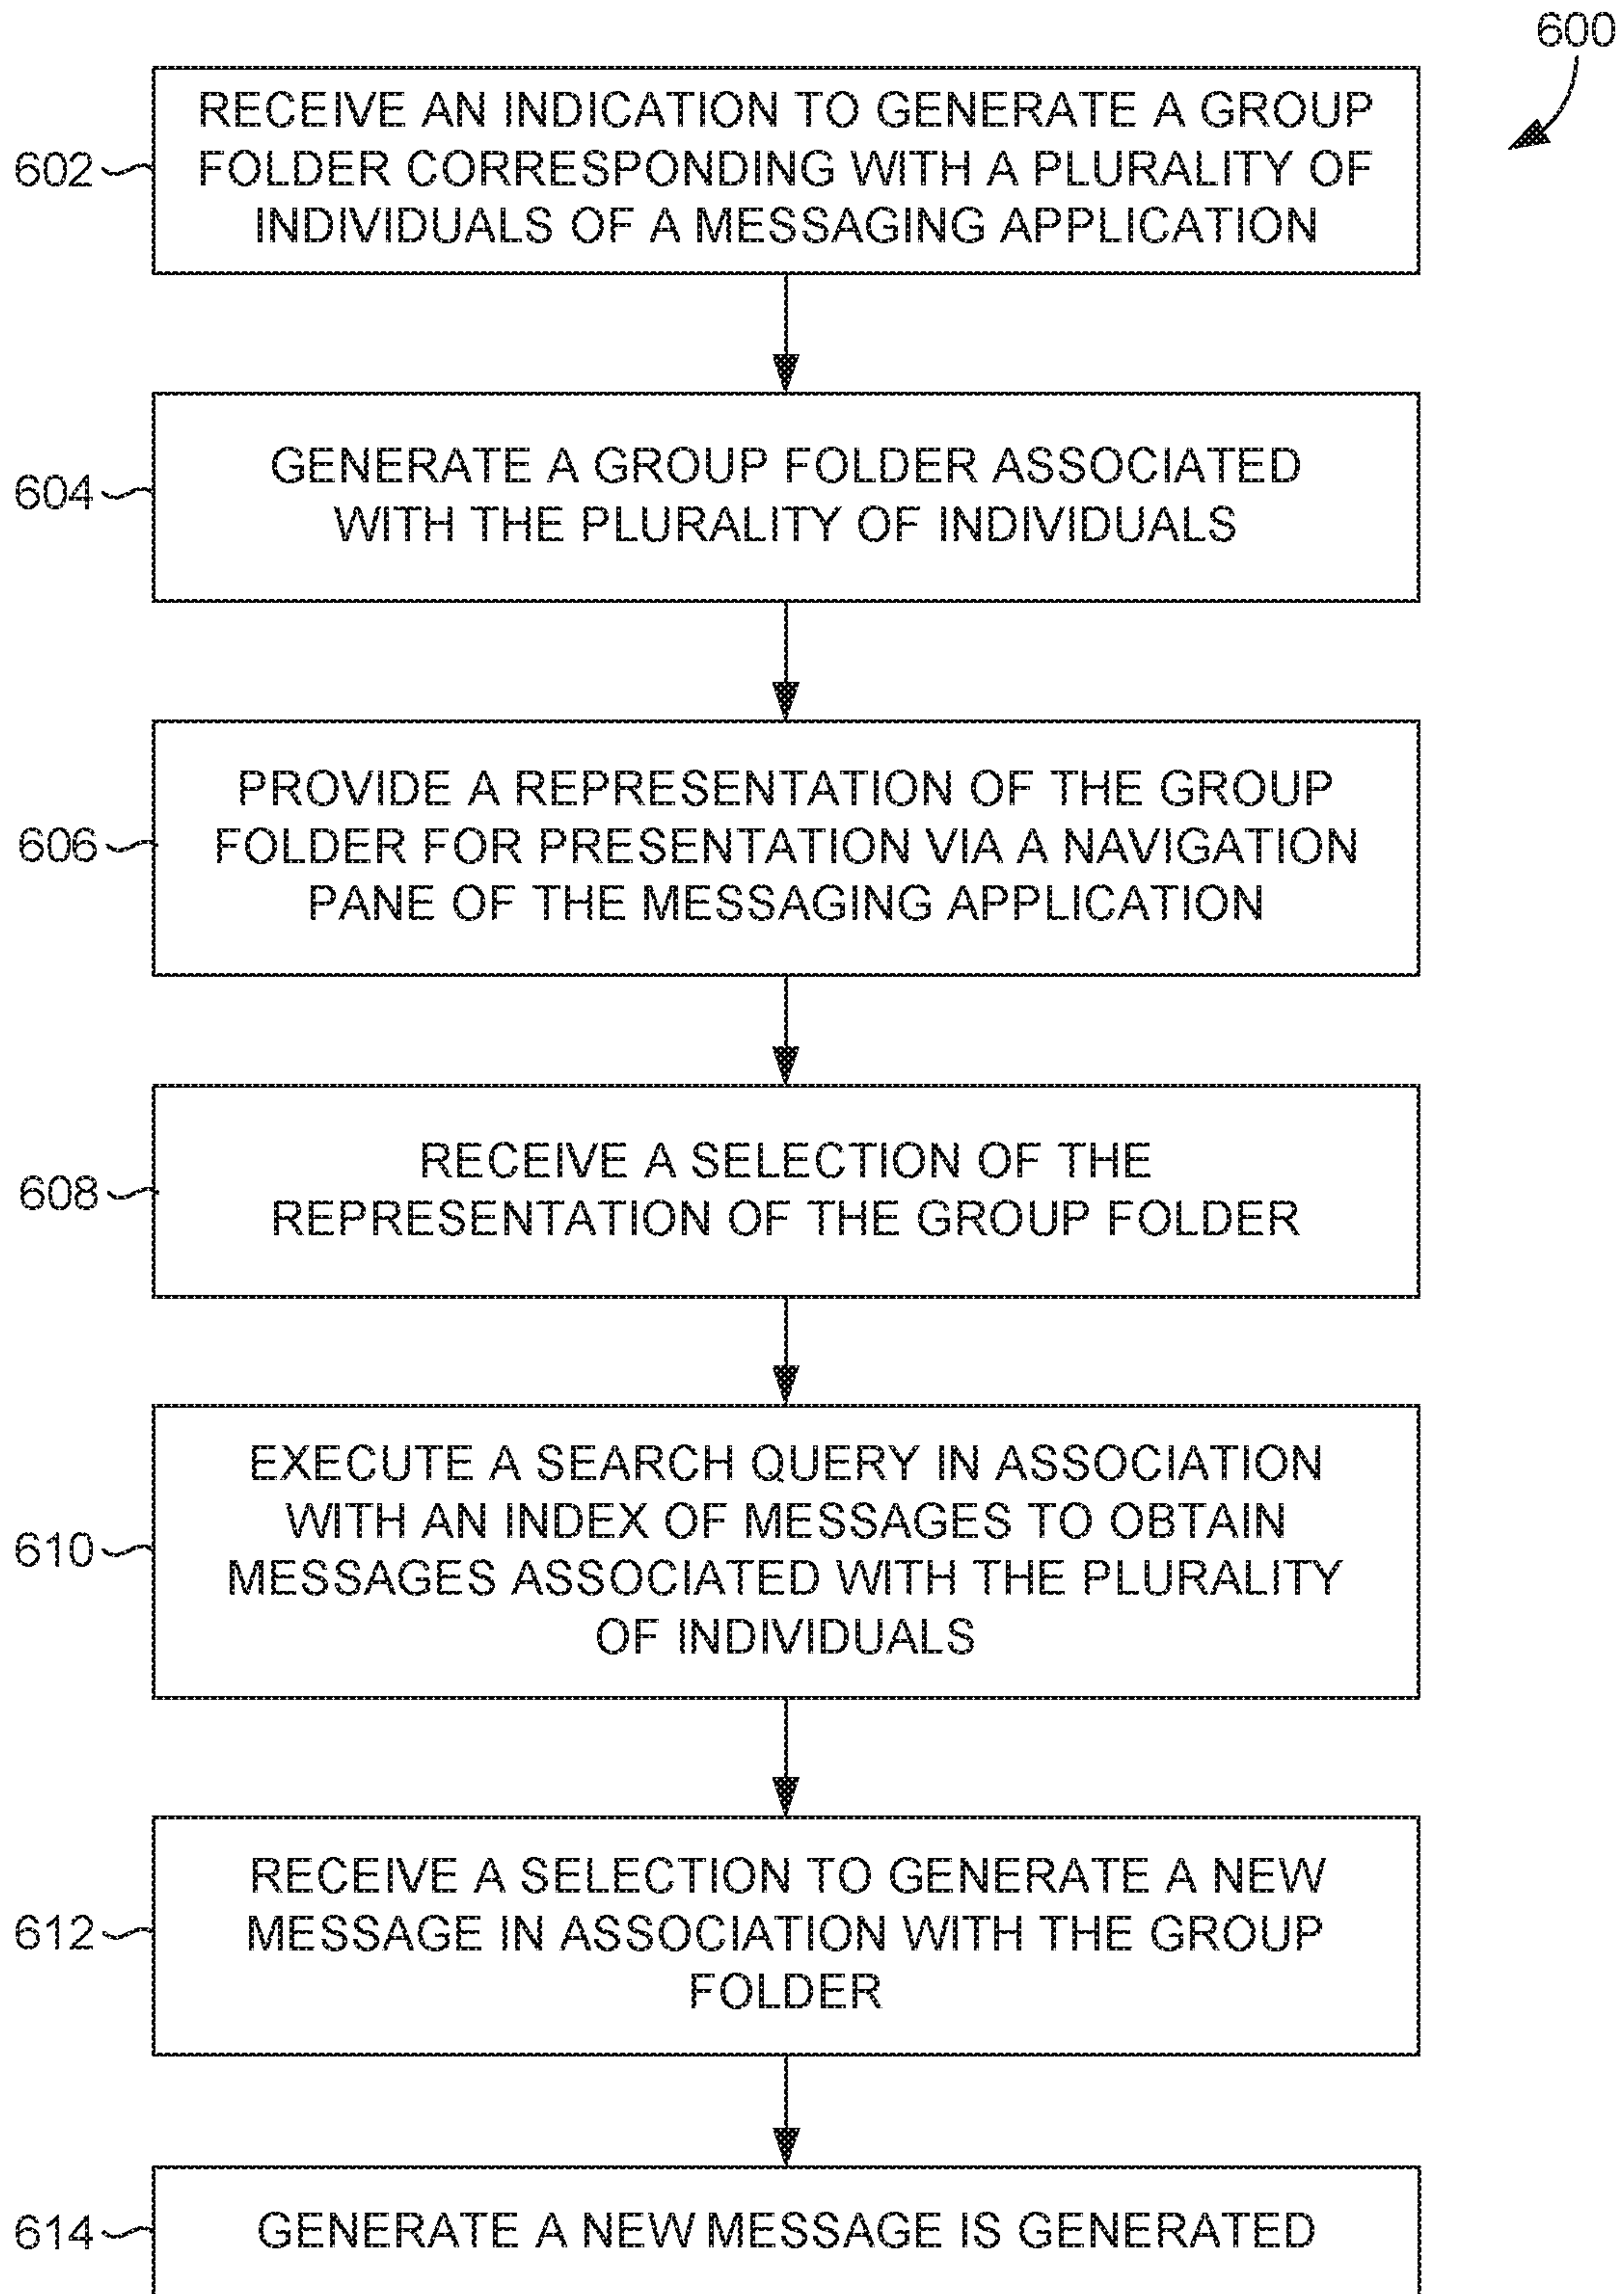 600
602
RECEIVE AN INDICATION TO GENERATE A GROUP
FOLDER CORRESPONDING WITH A PLURALITY OF
INDIVIDUALS OF A MESSAGING APPLICATION
604
GENERATE A GROUP FOLDER ASSOCIATED
WITH THE PLURALITY OF INDIVIDUALS
606
PROVIDE A REPRESENTATION OF THE GROUP
FOLDER FOR PRESENTATION VIA A NAVIGATION
PANE OF THE MESSAGING APPLICATION
608
RECEIVE A SELECTION OF THE
REPRESENTATION OF THE GROUP FOLDER
610
EXECUTE A SEARCH QUERY IN ASSOCIATION
WITH AN INDEX OF MESSAGES TO OBTAIN
MESSAGES ASSOCIATED WITH THE PLURALITY
OF INDIVIDUALS
612
RECEIVE A SELECTION TO GENERATE A NEW
MESSAGE IN ASSOCIATION WITH THE GROUP
FOLDER
614
GENERATE A NEW MESSAGE IS GENERATED